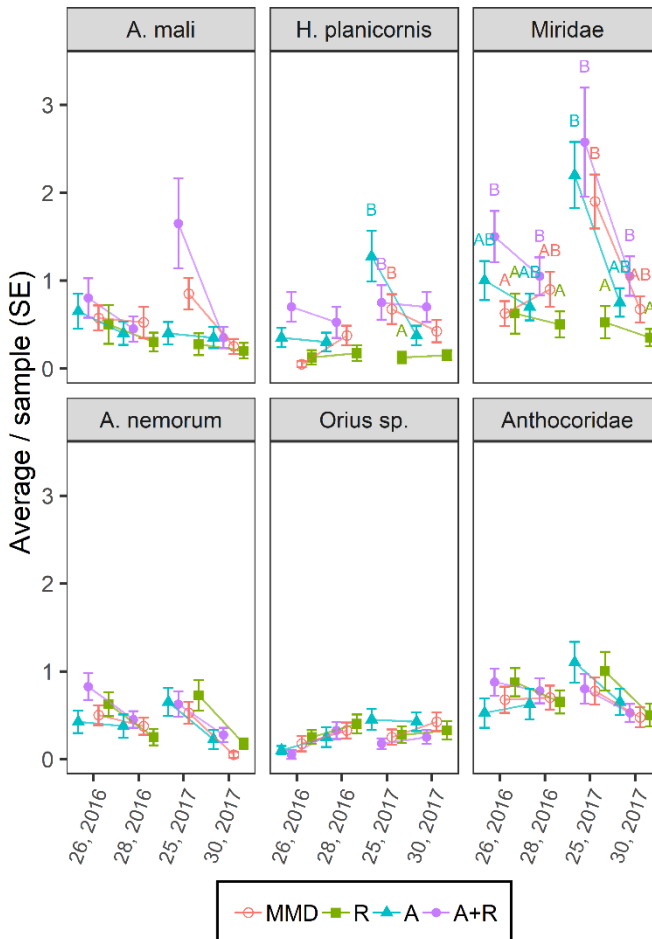 A. mali H. planicornis Miridae
Average / sample (SE)
3
2
1
0
B
A
B
B
AB
B
A
A
AB
B
AB
A
B
B
B
A
B
AB
AB
A
A. nemorum Orius sp. Anthocoridae
3
2
1
0
26, 2016 28, 2016 25, 2017 30, 2017 26, 2016 28, 2016 25, 2017 30, 2017 26, 2016 28, 2016 25, 2017 30, 2017
MMD R A A+R